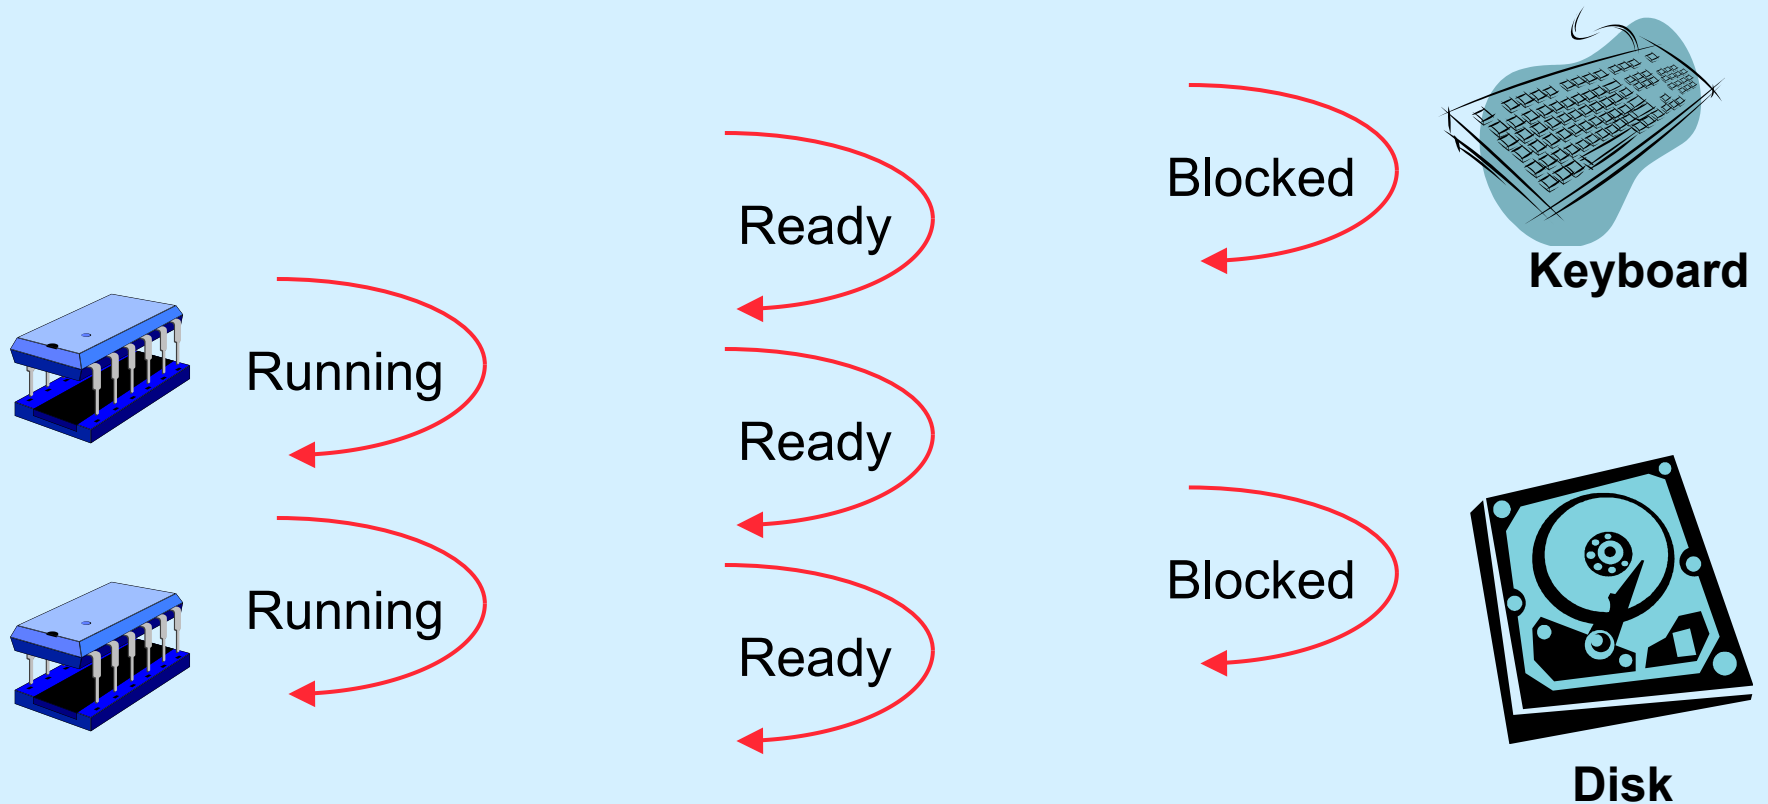 Blocked
Ready
Keyboard
Running
Ready
Blocked
Running
Ready
Disk